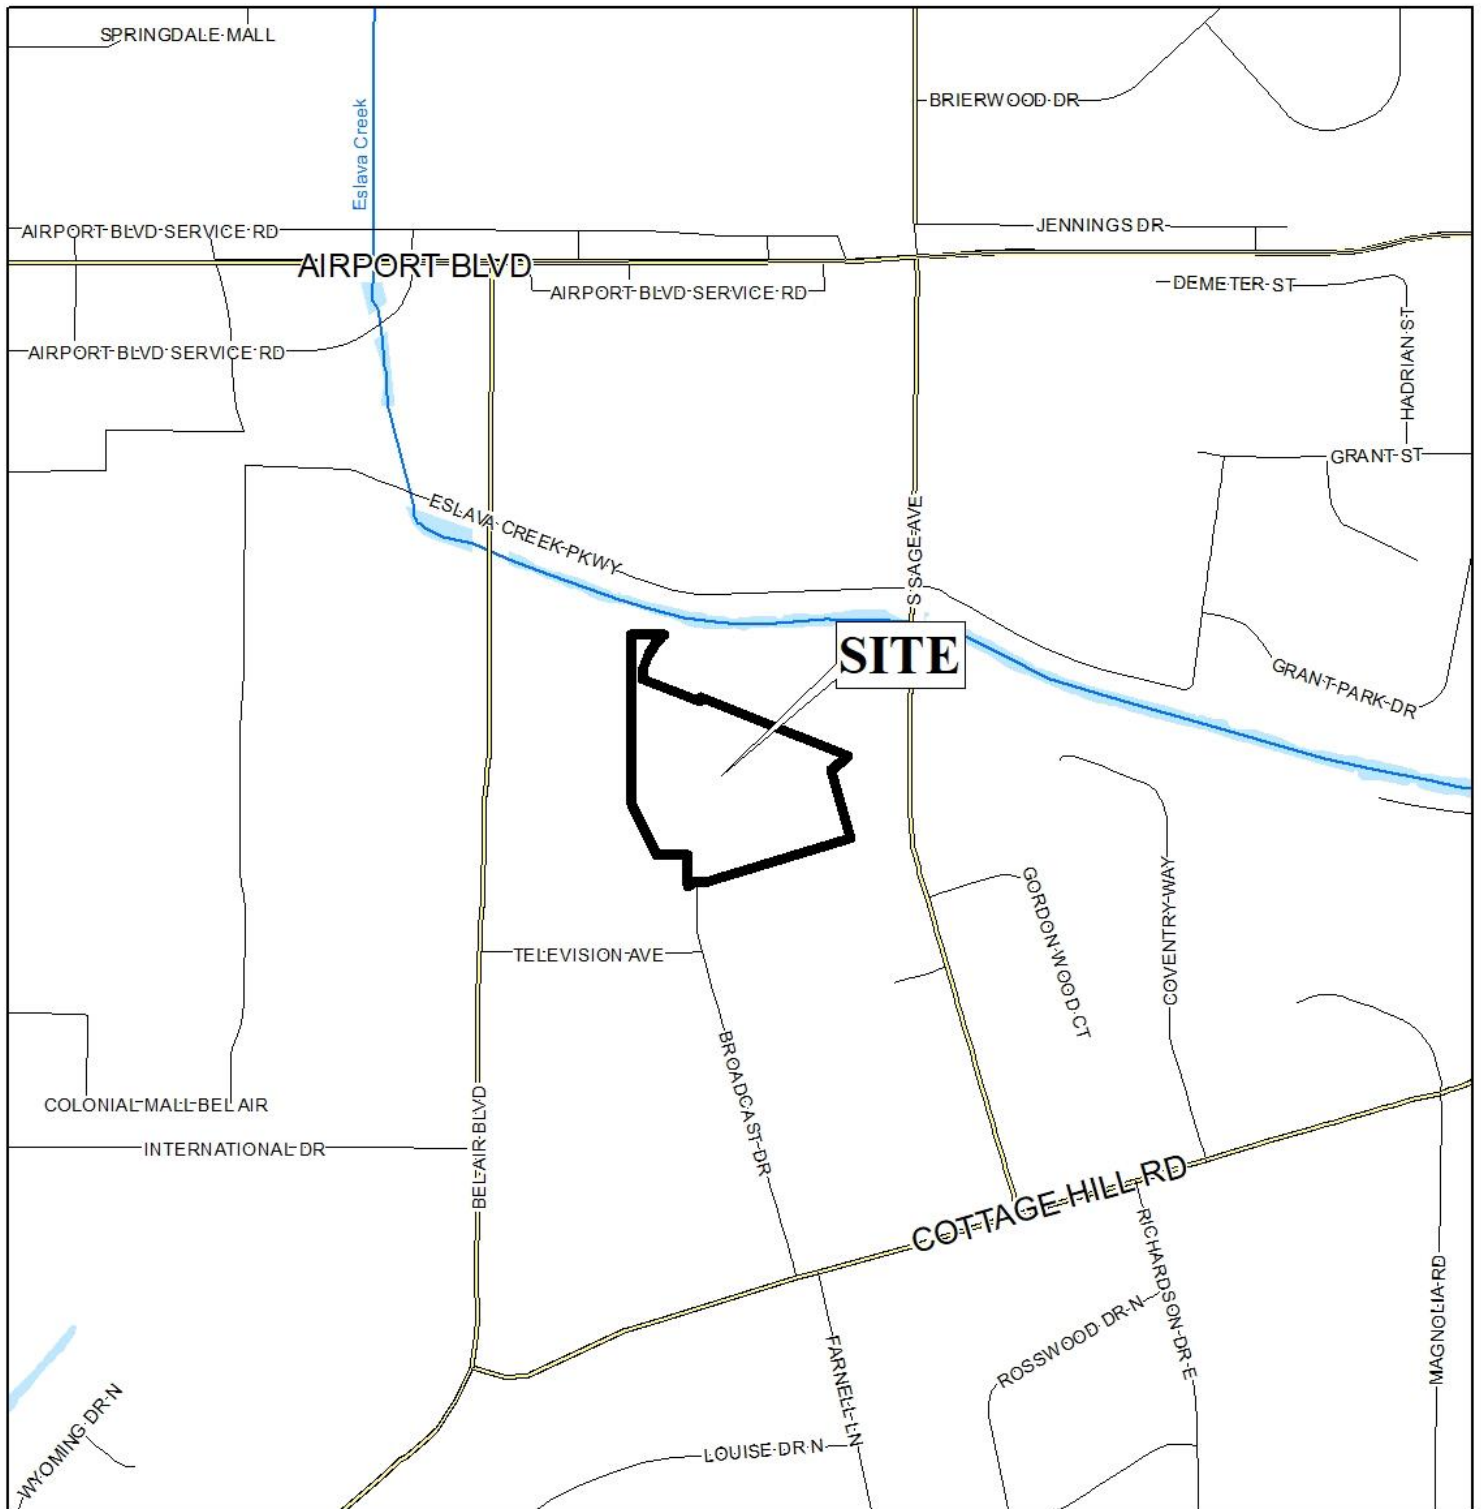 SPRINGDALE MALL
BRIERWOOD DR
Eslava Creek
AIRPORT BLVD SERVICE RD
JENNINGS DR
AIRPORT BLVD
DEMETER ST
AIRPORT BLVD SERVICE RD
AIRPORT BLVD SERVICE RD
HADRIAN ST
GRANT ST
ESLAVA CREEK PKWY
S SAGE AVE
SITE
GRANT PARK DR
GORDON WOOD CT
COVENTRY WAY
TELEVISION AVE
BROADCAST DR
COLONIAL MALL BEL AIR
INTERNATIONAL DR
BEL AIR BLVD
COTTAGE HILL RD
RICHARDSON DR E
MAGNOLIA RD
ROSSWOOD DR N
FARNELL LN
WYOMING DR N
LOUISE DR N